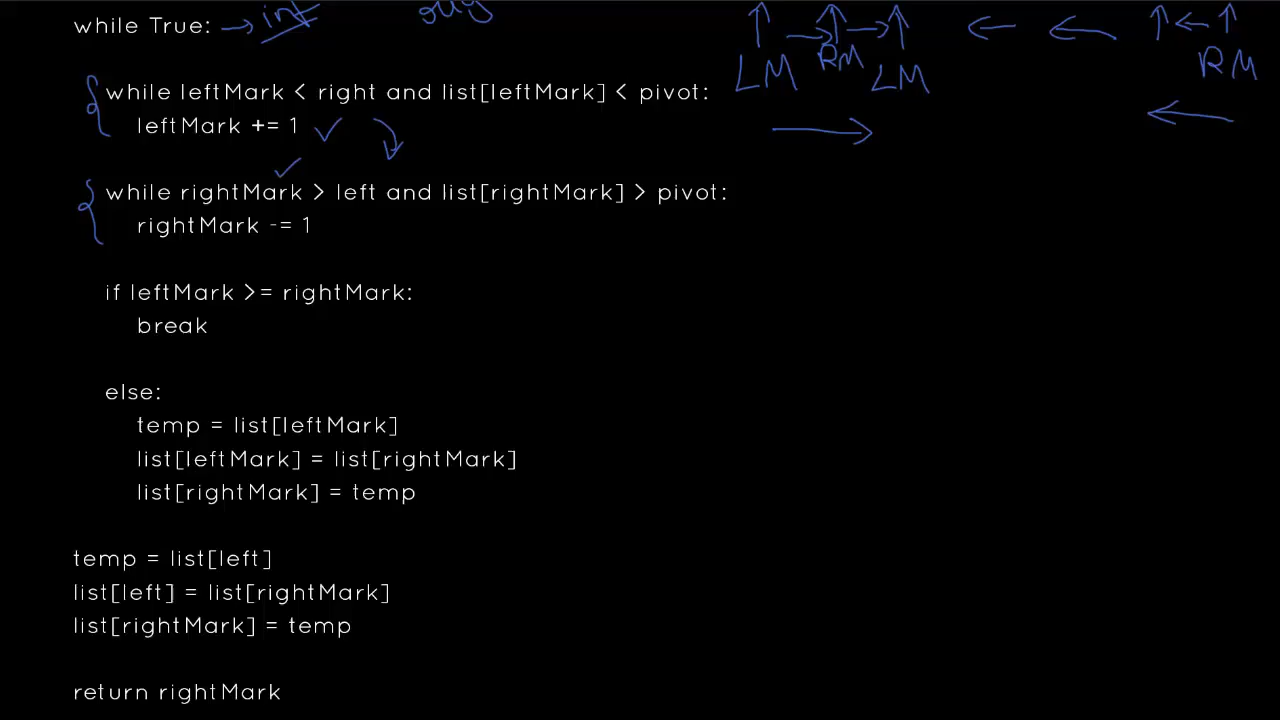 while True: int
LM RM LM RM
while leftMark < right and list[leftMark] < pivot:
leftMark += 1
while rightMark > left and list[rightMark] > pivot:
rightMark -= 1
if leftMark >= rightMark:
break
else:
temp = list[leftMark]
list[leftMark] = list[rightMark]
list[rightMark] = temp
temp = list[left]
list[left] = list[rightMark]
list[rightMark] = temp
return rightMark